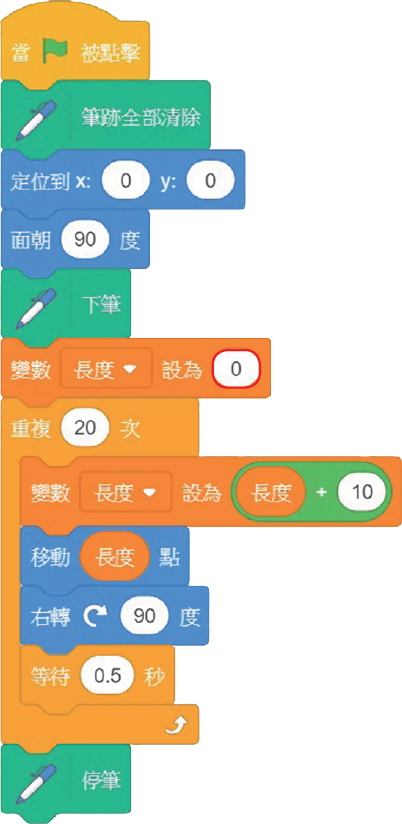 當 被點擊
筆跡全部清除
定位到 x: 0 y: 0
面朝 90 度
下筆
變數 長度 設為 0
重複 20 次
變數 長度 設為 長度 + 10
移動 長度 點
右轉 90 度
等待 0.5 秒
停筆